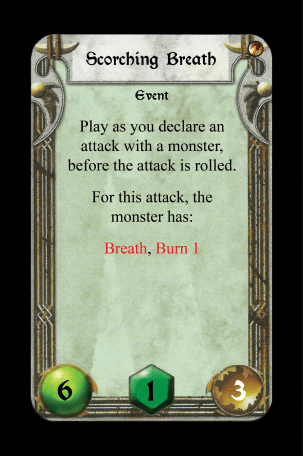 Scorching Breath
Event
Play as you declare an
attack with a monster,
before the attack is rolled.
For this attack, the
monster has:
Breath, Burn 1
6 1 3